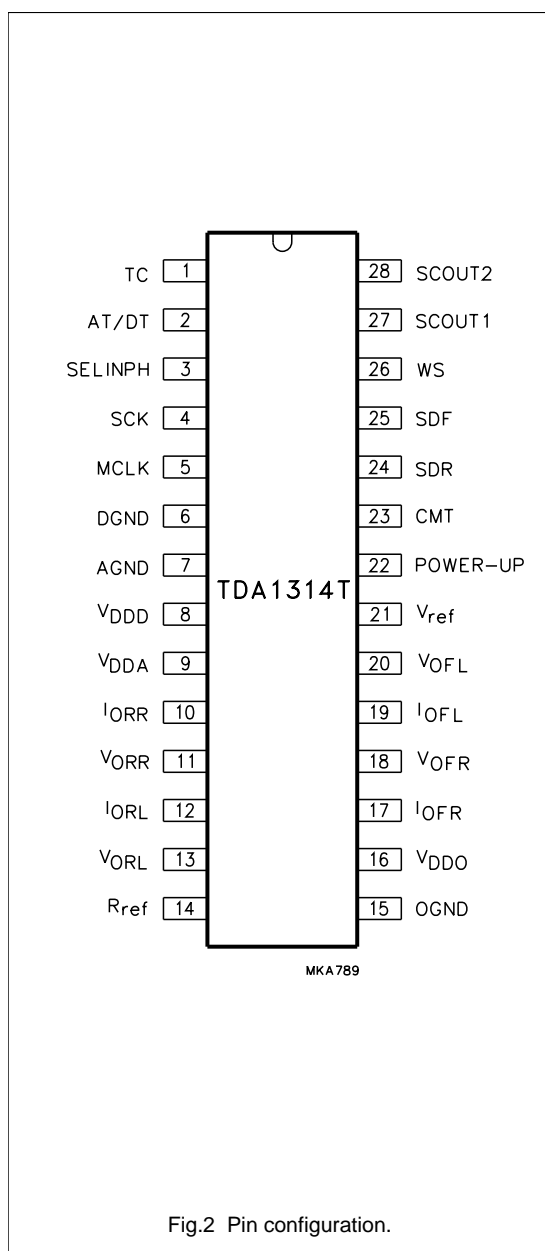 TC 1 28 SCOUT2
AT/DT 2 27 SCOUT1
SELINPH 3 26 WS
SCK 4 25 SDF
MCLK 5 24 SDR
DGND 6 23 CMT
AGND 7 22 POWER-UP
TDA1314T
VDDD 8 21 Vref
VDDA 9 20 VOFL
IORR 10 19 IOFL
VORR 11 18 VOFR
IORL 12 17 IOFR
VORL 13 16 VDDO
Rref 14 15 OGND
MKA789
Fig.2 Pin configuration.